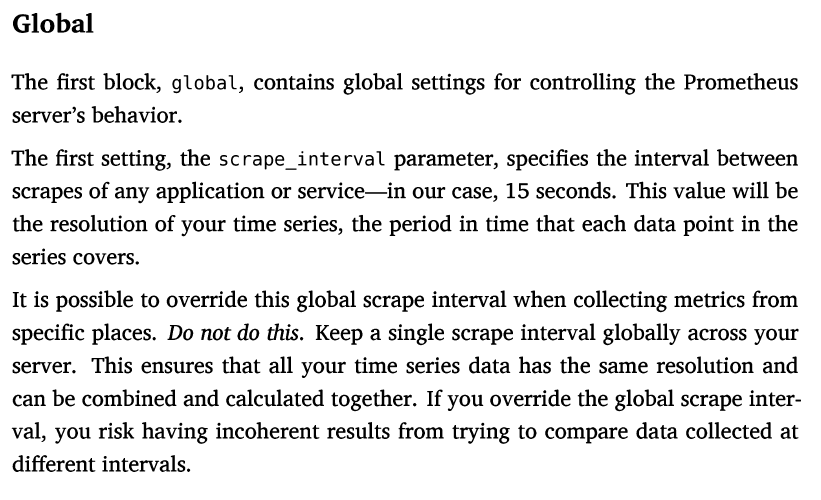 Global
The first block, global, contains global settings for controlling the Prometheus
server’s behavior.
The first setting, the scrape_interval parameter, specifies the interval between
scrapes of any application or service—in our case, 15 seconds. This value will be
the resolution of your time series, the period in time that each data point in the
series covers.
It is possible to override this global scrape interval when collecting metrics from
specific places. Do not do this. Keep a single scrape interval globally across your
server. This ensures that all your time series data has the same resolution and
can be combined and calculated together. If you override the global scrape inter-
val, you risk having incoherent results from trying to compare data collected at
different intervals.